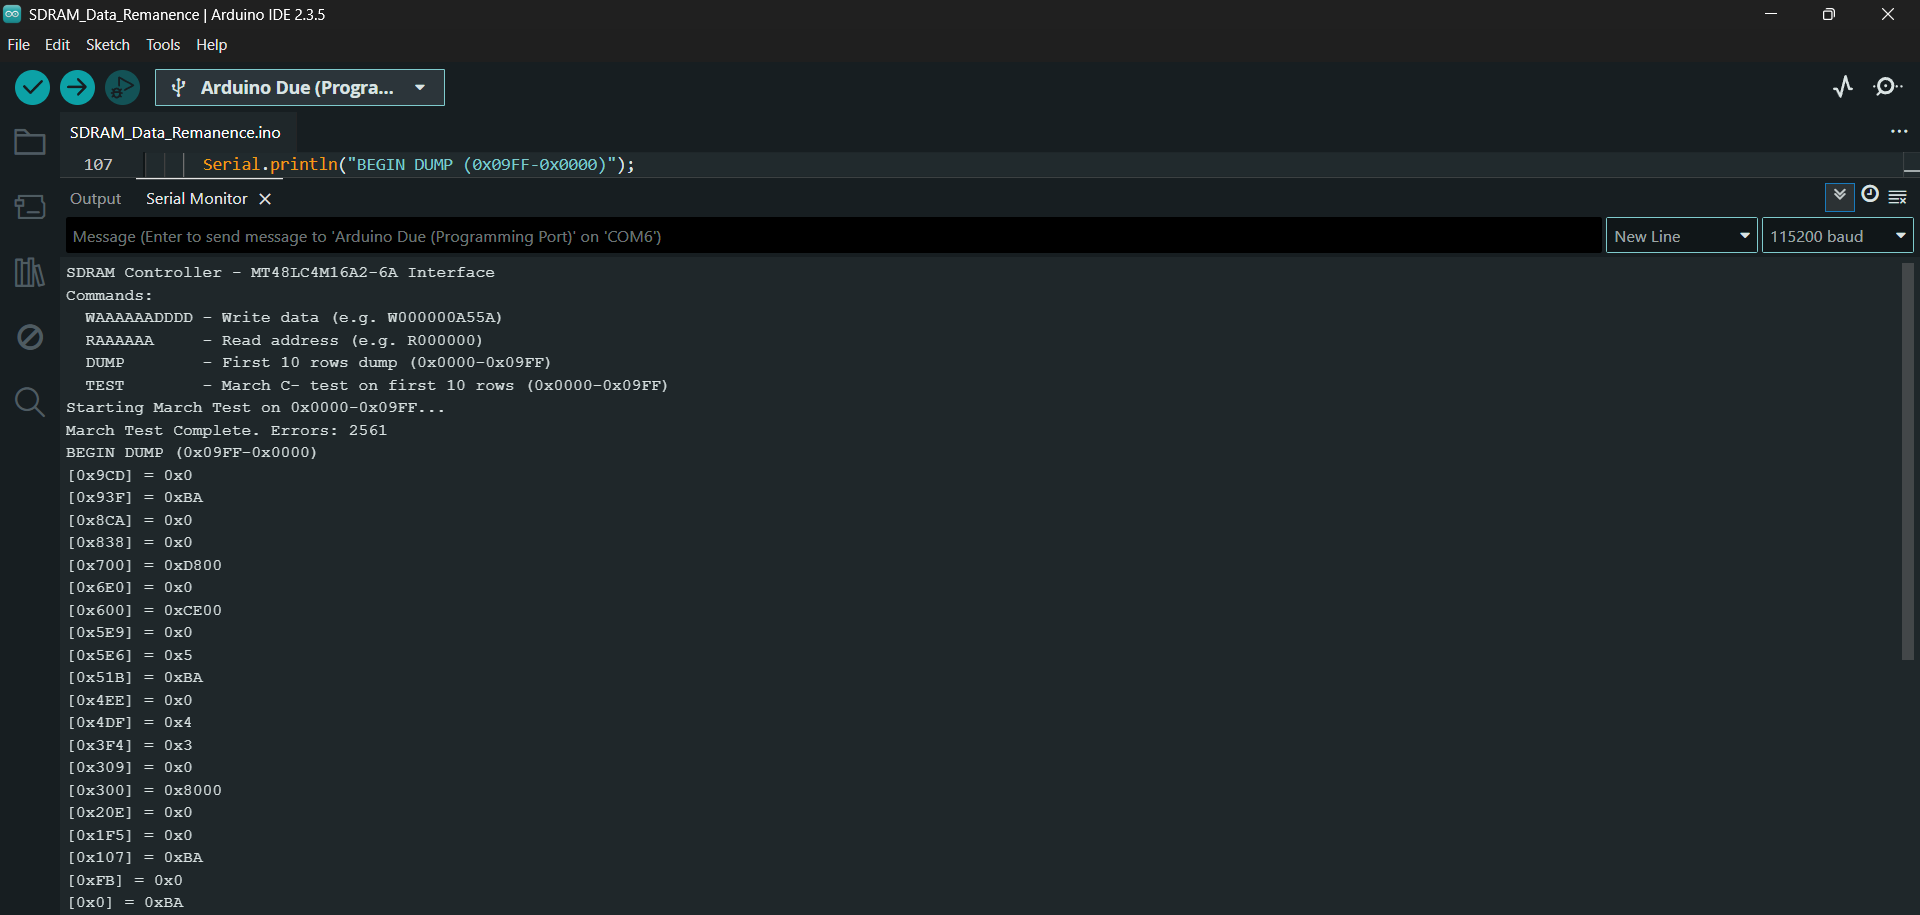 SDRAM_Data_Remanence | Arduino IDE 2.3.5
File Edit Sketch Tools Help
Arduino Due (Progra...
SDRAM_Data_Remanence.ino
107 Serial.println("BEGIN DUMP (0x09FF-0x0000)");
Output Serial Monitor
Message (Enter to send message to 'Arduino Due (Programming Port)' on 'COM6') New Line 115200 baud
SDRAM Controller - MT48LC4M16A2-6A Interface
Commands:
WAAAAAADDDD - Write data (e.g. W000000A55A)
RAAAAAA - Read address (e.g. R000000)
DUMP - First 10 rows dump (0x0000-0x09FF)
TEST - March C- test on first 10 rows (0x0000-0x09FF)
Starting March Test on 0x0000-0x09FF...
March Test Complete. Errors: 2561
BEGIN DUMP (0x09FF-0x0000)
[0x9CD] = 0x0
[0x93F] = 0xBA
[0x8CA] = 0x0
[0x838] = 0x0
[0x700] = 0xD800
[0x6E0] = 0x0
[0x600] = 0xCE00
[0x5E9] = 0x0
[0x5E6] = 0x5
[0x51B] = 0xBA
[0x4EE] = 0x0
[0x4DF] = 0x4
[0x3F4] = 0x3
[0x309] = 0x0
[0x300] = 0x8000
[0x20E] = 0x0
[0x1F5] = 0x0
[0x107] = 0xBA
[0xFB] = 0x0
[0x0] = 0xBA